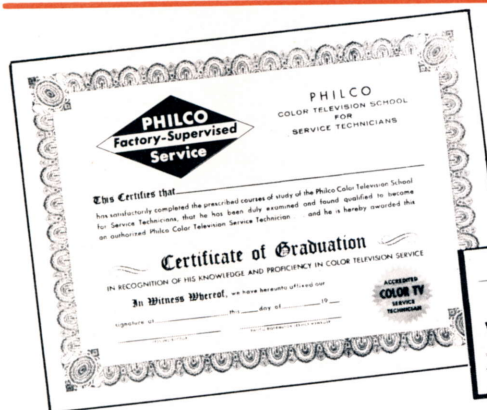 PHILCO
Factory-Supervised
Service
PHILCO
COLOR TELEVISION SCHOOL
FOR
SERVICE TECHNICIANS
This Certifies that
has satisfactorily completed the prescribed courses of study of the Philco Color Television School
for Service Technicians, that he has been duly examined and found qualified to become
an authorized Philco Color Television Service Technician . . . and he is hereby awarded this
Certificate of Graduation
IN RECOGNITION OF HIS KNOWLEDGE AND PROFICIENCY IN COLOR TELEVISION SERVICE
In Witness Whereof, we have hereunto affixed our
signature at this day of 19
ACCREDITED
COLOR TV
SERVICE
TECHNICIAN